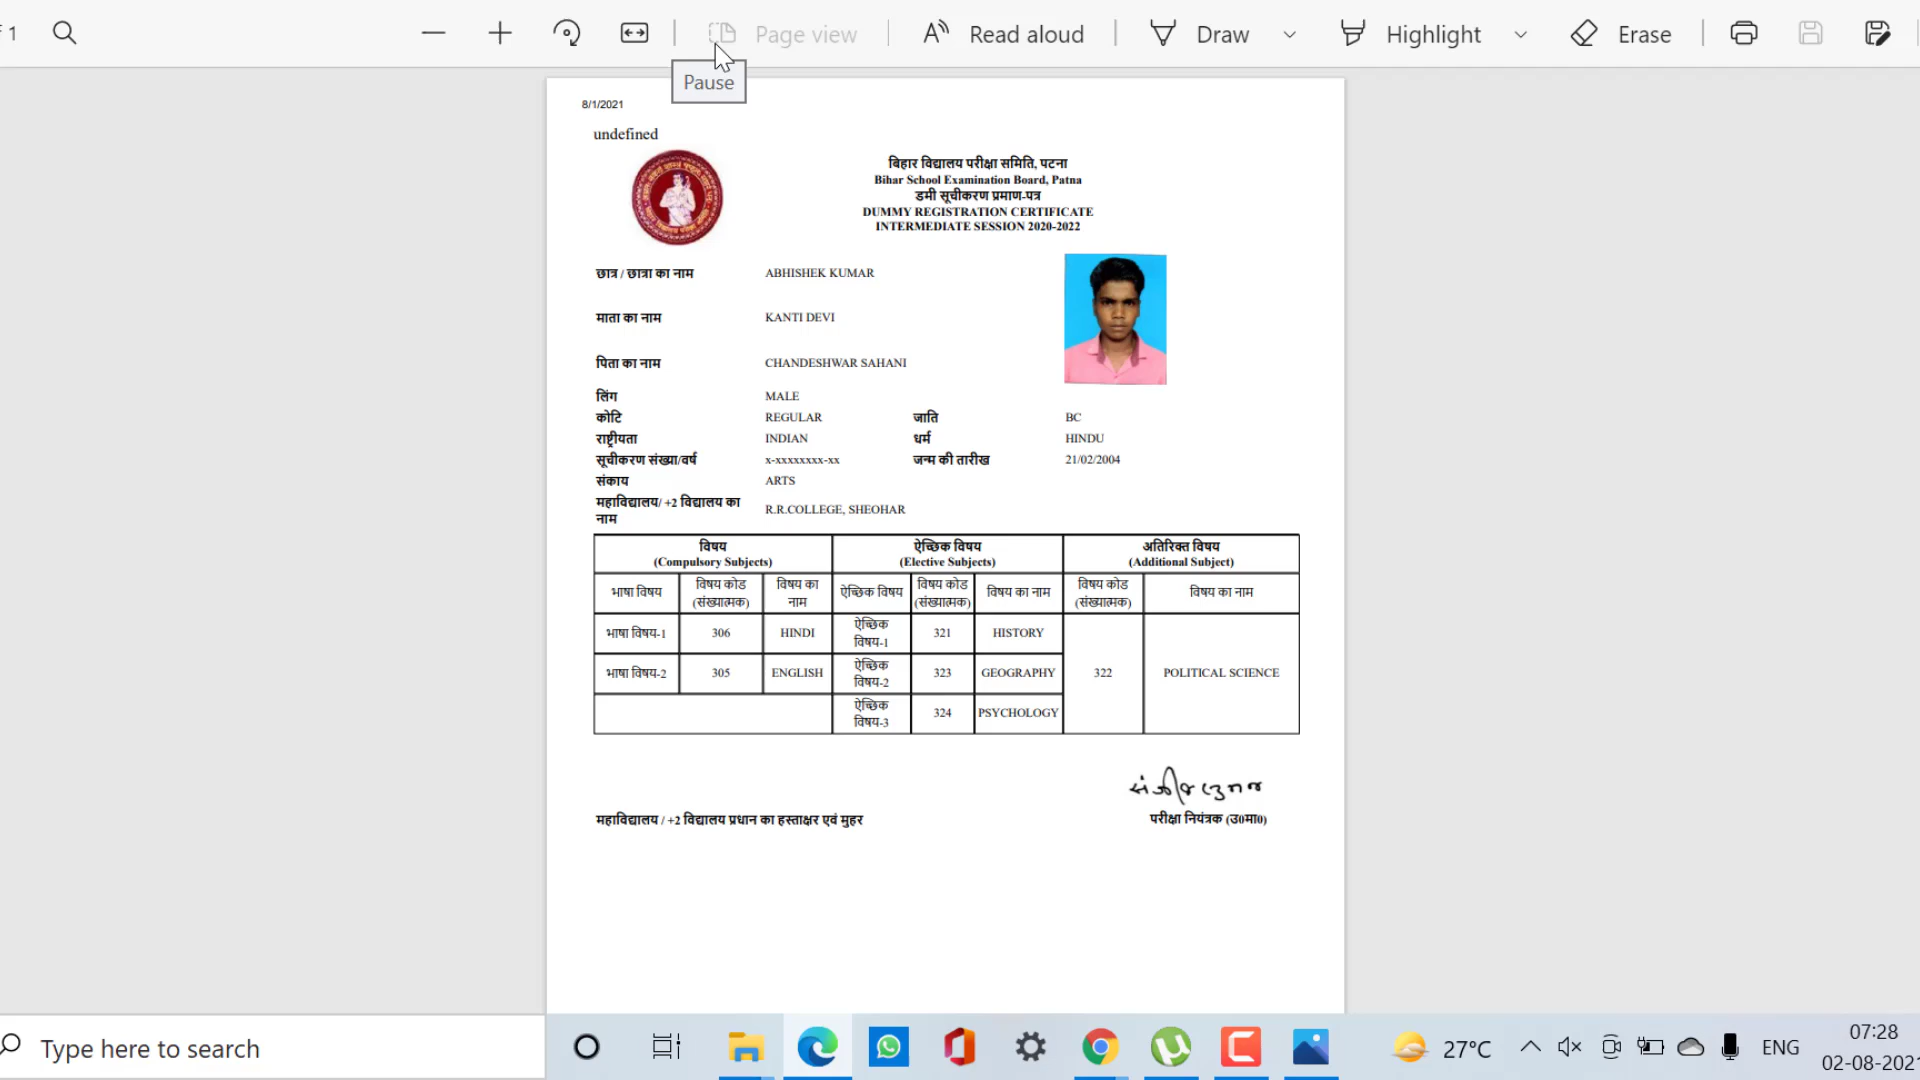 1
Page view
Read aloud
Draw
Highlight
Erase
Pause
8/1/2021
undefined
बिहार विद्यालय परीक्षा समिति, पटना
Bihar School Examination Board, Patna
डमी सूचीकरण प्रमाण-पत्र
DUMMY REGISTRATION CERTIFICATE
INTERMEDIATE SESSION 2020-2022
छात्र / छात्रा का नाम ABHISHEK KUMAR
माता का नाम KANTI DEVI
पिता का नाम CHANDESHWAR SAHANI
लिंग MALE
कोटि REGULAR जाति BC
राष्ट्रीयता INDIAN धर्म HINDU
सूचीकरण संख्या/वर्ष x-xxxxxxxx-xx जन्म की तारीख 21/02/2004
संकाय ARTS
महाविद्यालय/ +2 विद्यालय का
नाम R.R.COLLEGE, SHEOHAR
विषय ऐच्छिक विषय अतिरिक्त विषय
(Compulsory Subjects) (Elective Subjects) (Additional Subject)
भाषा विषय विषय कोड (संख्यात्मक) विषय का नाम ऐच्छिक विषय विषय कोड (संख्यात्मक) विषय का नाम विषय कोड (संख्यात्मक) विषय का नाम
भाषा विषय-1 306 HINDI ऐच्छिक विषय-1 321 HISTORY
भाषा विषय-2 305 ENGLISH ऐच्छिक विषय-2 323 GEOGRAPHY 322 POLITICAL SCIENCE
ऐच्छिक विषय-3 324 PSYCHOLOGY
महाविद्यालय / +2 विद्यालय प्रधान का हस्ताक्षर एवं मुहर परीक्षा नियंत्रक (उ0मा0)
Type here to search
27°C
ENG
07:28
02-08-202